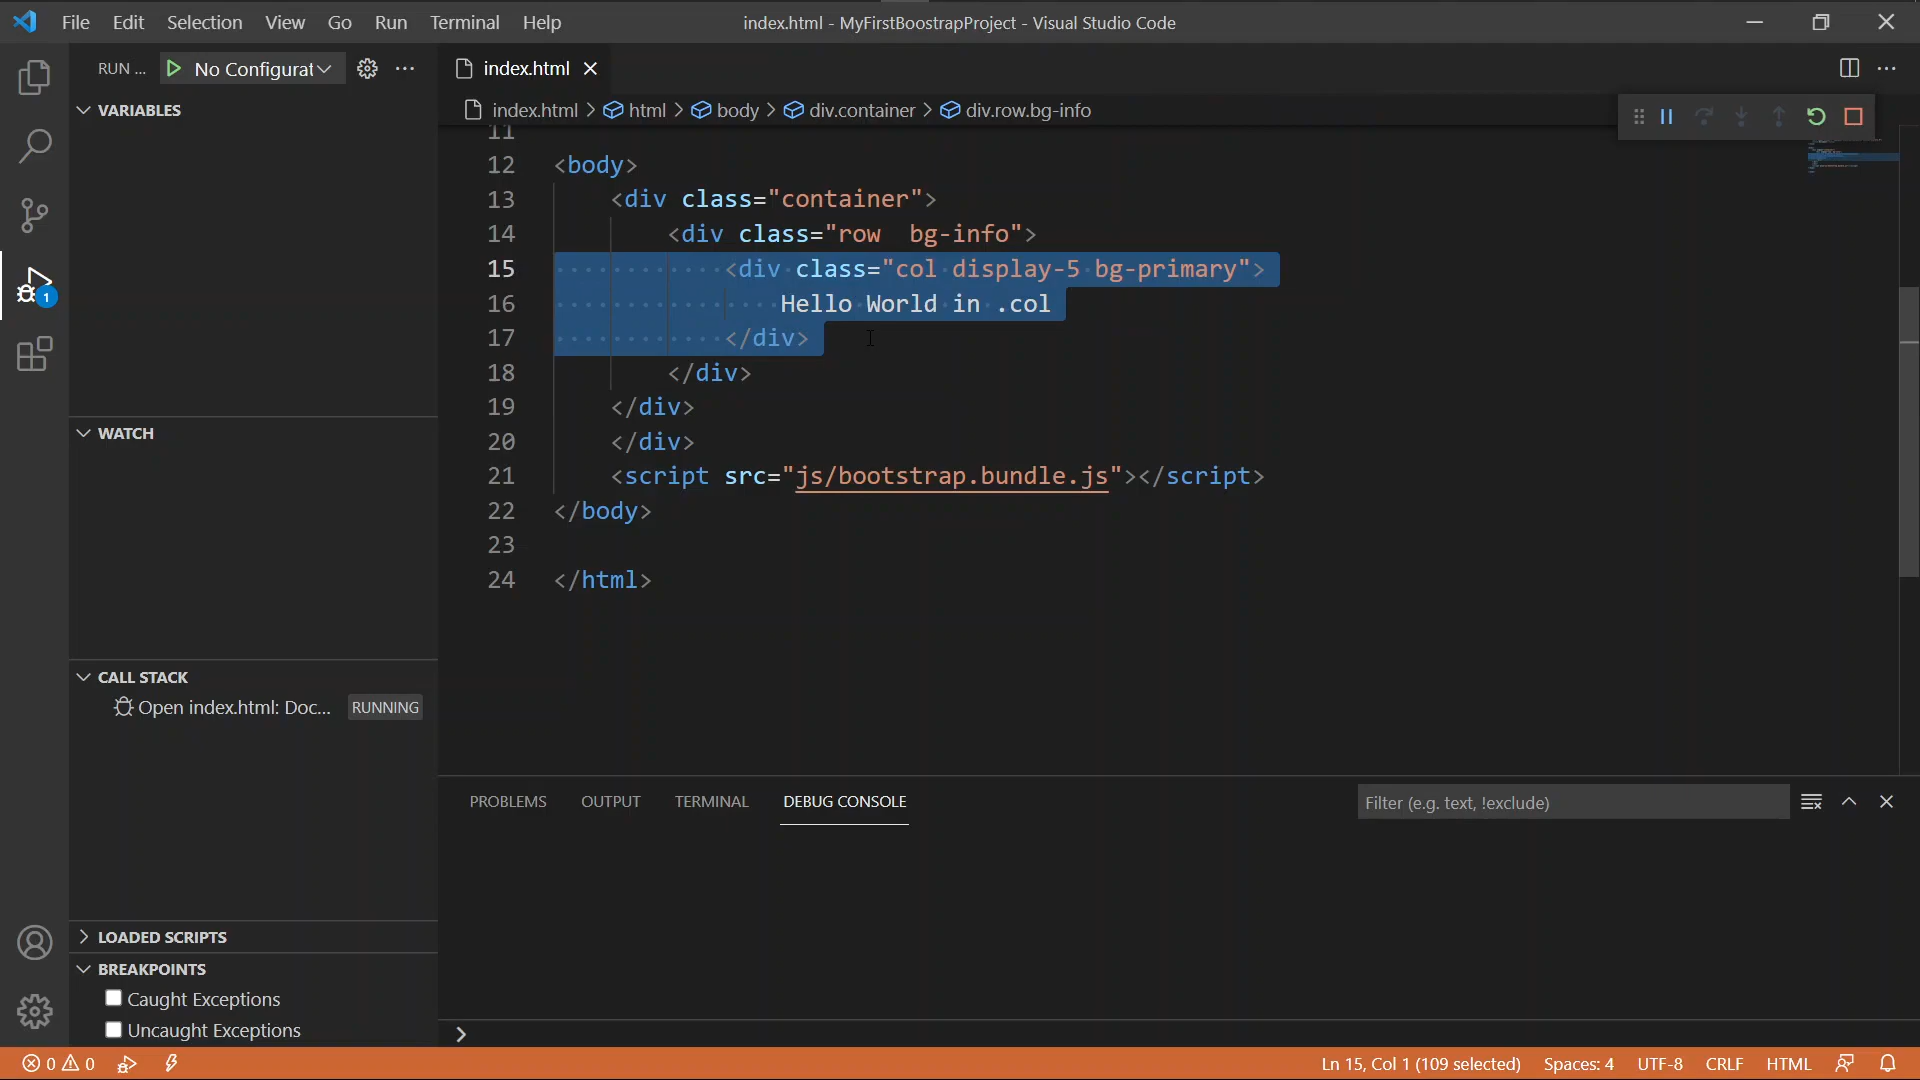 File Edit Selection View Go Run Terminal Help
index.html - MyFirstBoostrapProject - Visual Studio Code
RUN ... No Configurat
index.html
index.html > html > body > div.container > div.row.bg-info
VARIABLES
WATCH
CALL STACK
Open index.html: Doc... RUNNING
LOADED SCRIPTS
BREAKPOINTS
Caught Exceptions
Uncaught Exceptions
1
11
12 <body>
13 <div class="container">
14 <div class="row  bg-info">
15 <div class="col display-5 bg-primary">
16 Hello World in .col
17 </div>
18 </div>
19 </div>
20 </div>
21 <script src="js/bootstrap.bundle.js"></script>
22 </body>
23
24 </html>
PROBLEMS OUTPUT TERMINAL DEBUG CONSOLE
Filter (e.g. text, !exclude)
0 0
Ln 15, Col 1 (109 selected) Spaces: 4 UTF-8 CRLF HTML